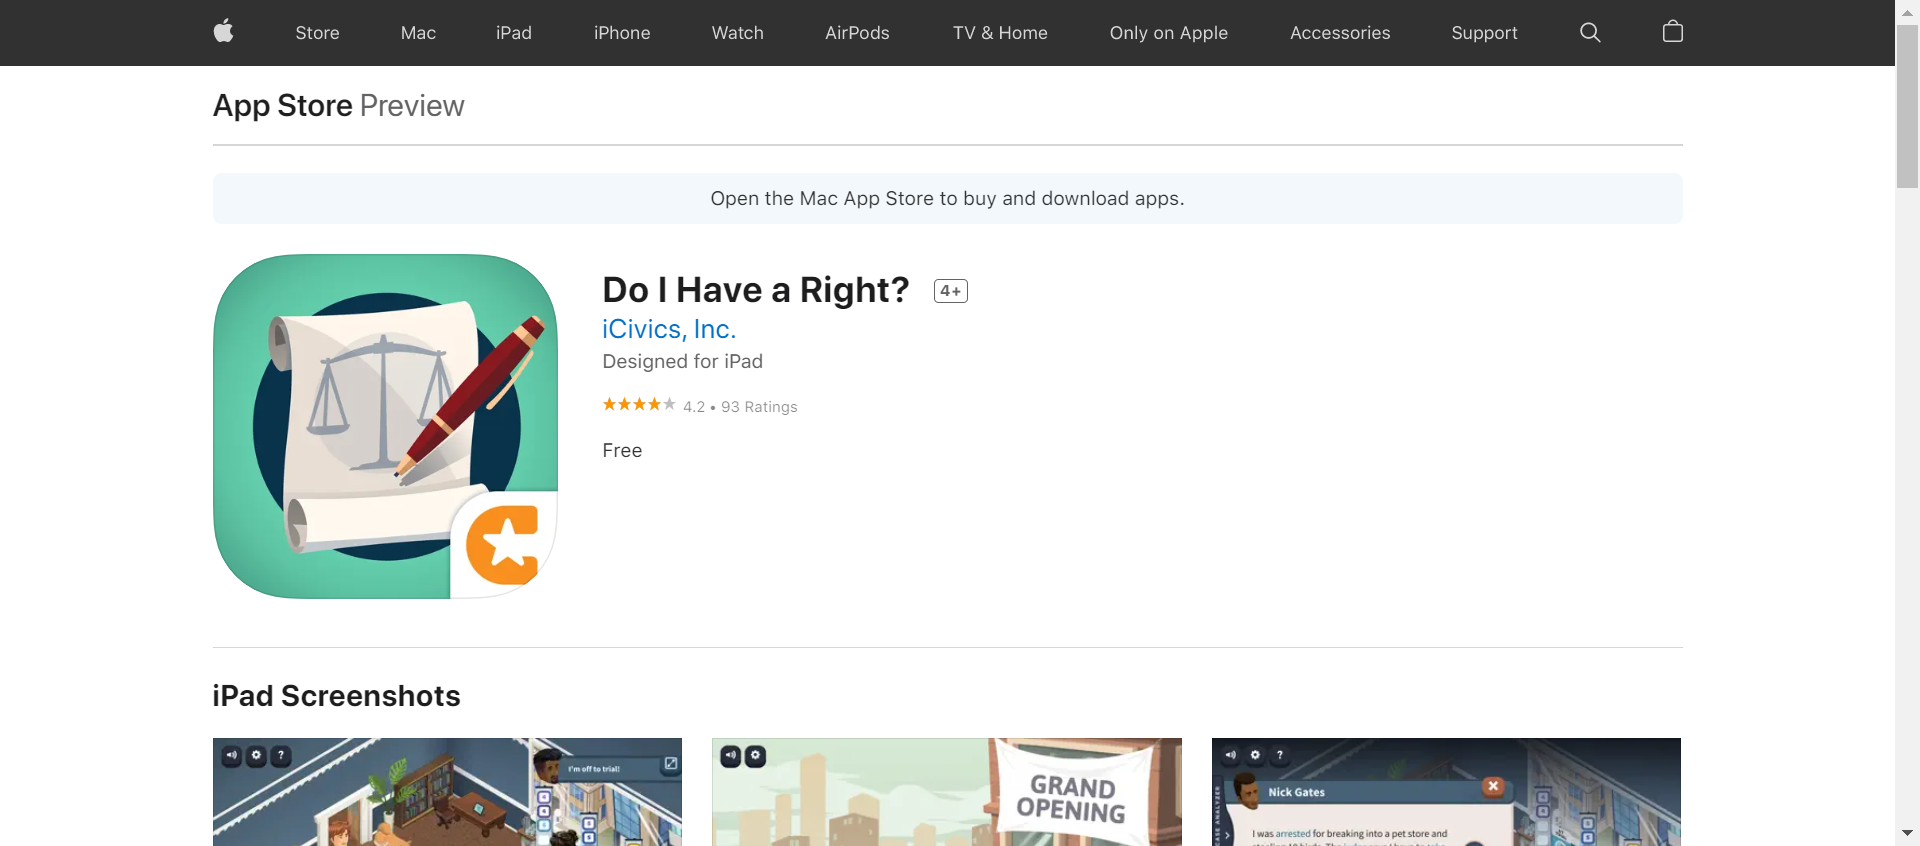 Store Mac iPad iPhone Watch AirPods TV & Home Only on Apple Accessories Support
App Store Preview
Open the Mac App Store to buy and download apps.
Do I Have a Right? 4+
iCivics, Inc.
Designed for iPad
4.2 • 93 Ratings
Free
iPad Screenshots
?
I'm off to trial!
GRAND
OPENING
?
Nick Gates
I was arrested for breaking into a pet store and